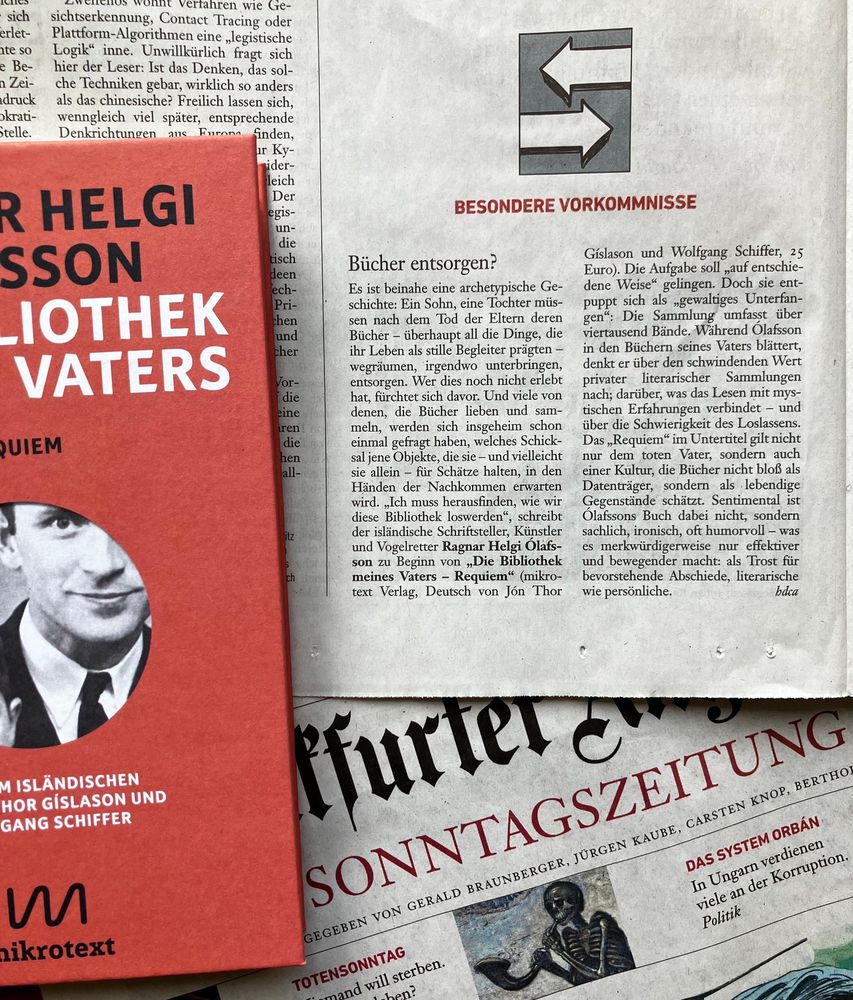 Zweifellos wohnt Verfahren wie Ge-
sichtserkennung, Contact Tracing oder
Plattform-Algorithmen eine „legistische
Logik“ inne. Unwillkürlich fragt sich
hier der Leser: Ist das Denken, das sol-
che Techniken gebar, wirklich so anders
als das chinesische? Freilich lassen sich,
wenngleich viel später, entsprechende
Denkrichtungen aus Europa finden,
BESONDERE VORKOMMNISSE
Bücher entsorgen?
Es ist beinahe eine archetypische Ge-
schichte: Ein Sohn, eine Tochter müs-
sen nach dem Tod der Eltern deren
Bücher – überhaupt all die Dinge, die
ihr Leben als stille Begleiter prägten –
wegräumen, irgendwo unterbringen,
entsorgen. Wer dies noch nicht erlebt
hat, fürchtet sich davor. Und viele von
denen, die Bücher lieben und sam-
meln, werden sich insgeheim schon
einmal gefragt haben, welches Schick-
sal jene Objekte, die sie – und vielleicht
sie allein – für Schätze halten, in den
Händen der Nachkommen erwarten
wird. „Ich muss herausfinden, wie wir
diese Bibliothek loswerden“, schreibt
der isländische Schriftsteller, Künstler
und Vogelretter Ragnar Helgi Ólafs-
son zu Beginn von „Die Bibliothek
meines Vaters – Requiem“ (mikro-
text Verlag, Deutsch von Jón Thor
Gíslason und Wolfgang Schiffer, 25
Euro). Die Aufgabe soll „auf entschie-
dene Weise“ gelingen. Doch sie ent-
puppt sich als „gewaltiges Unterfan-
gen“: Die Sammlung umfasst über
viertausend Bände. Während Ólafsson
in den Büchern seines Vaters blättert,
denkt er über den schwindenden Wert
privater literarischer Sammlungen
nach; darüber, was das Lesen mit mys-
tischen Erfahrungen verbindet – und
über die Schwierigkeit des Loslassens.
Das „Requiem“ im Untertitel gilt nicht
nur dem toten Vater, sondern auch
einer Kultur, die Bücher nicht bloß als
Datenträger, sondern als lebendige
Gegenstände schätzt. Sentimental ist
Ólafssons Buch dabei nicht, sondern
sachlich, ironisch, oft humorvoll – was
es merkwürdigerweise nur effektiver
und bewegender macht: als Trost für
bevorstehende Abschiede, literarische
wie persönliche. hdca
R HELGI
SSON
LIOTHEK
VATERS
QUIEM
M ISLÄNDISCHEN
THOR GÍSLASON UND
GANG SCHIFFER
mikrotext
kfurter
SONNTAGSZEITUNG
GEGEBEN VON GERALD BRAUNBERGER, JÜRGEN KAUBE, CARSTEN KNOP, BERTHO
DAS SYSTEM ORBÁN
In Ungarn verdienen
viele an der Korruption.
Politik
TOTENSONNTAG
iemand will sterben.
leben?